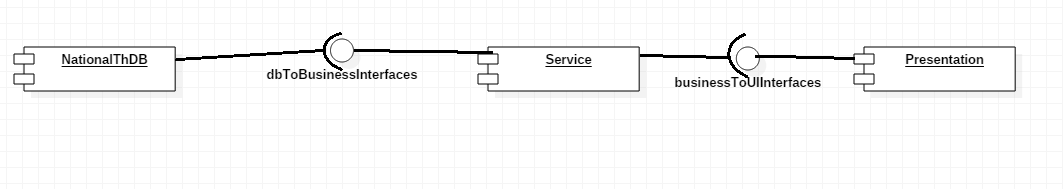 NationalThDB
dbToBusinessInterfaces
Service
businessToUIInterfaces
Presentation